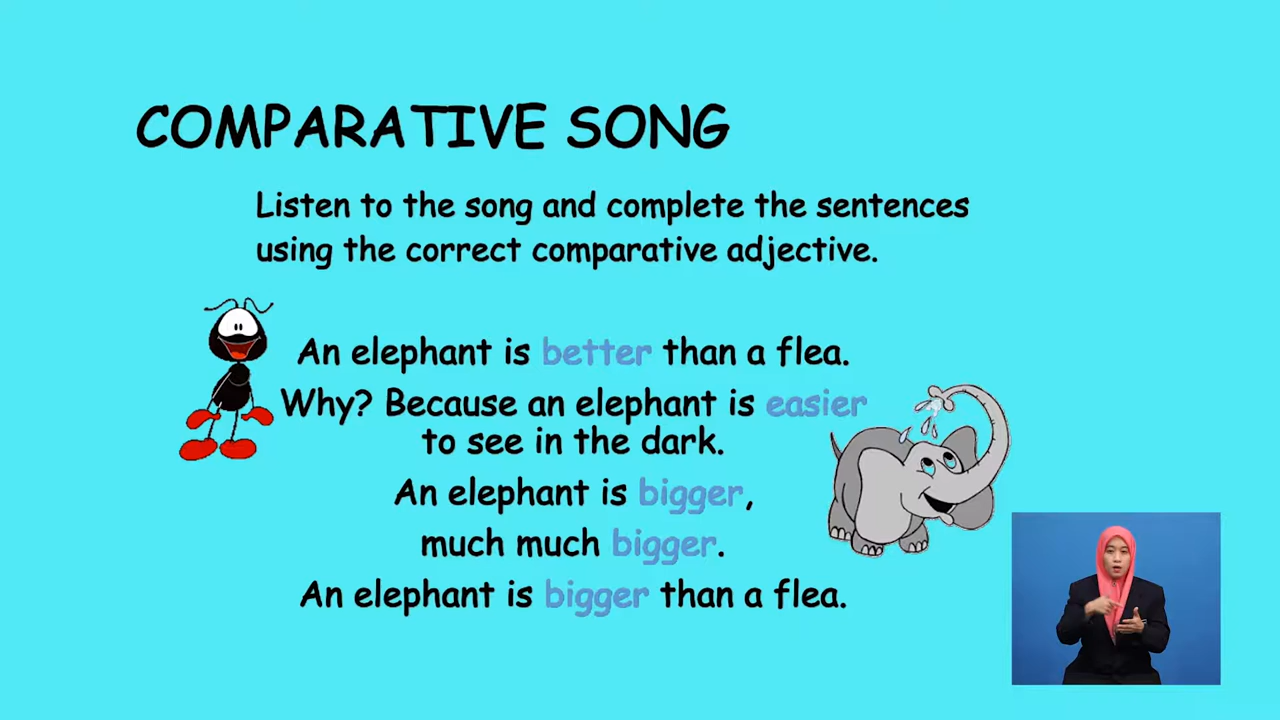 COMPARATIVE SONG
Listen to the song and complete the sentences
using the correct comparative adjective.
An elephant is better than a flea.
Why? Because an elephant is easier
to see in the dark.
An elephant is bigger,
much much bigger.
An elephant is bigger than a flea.